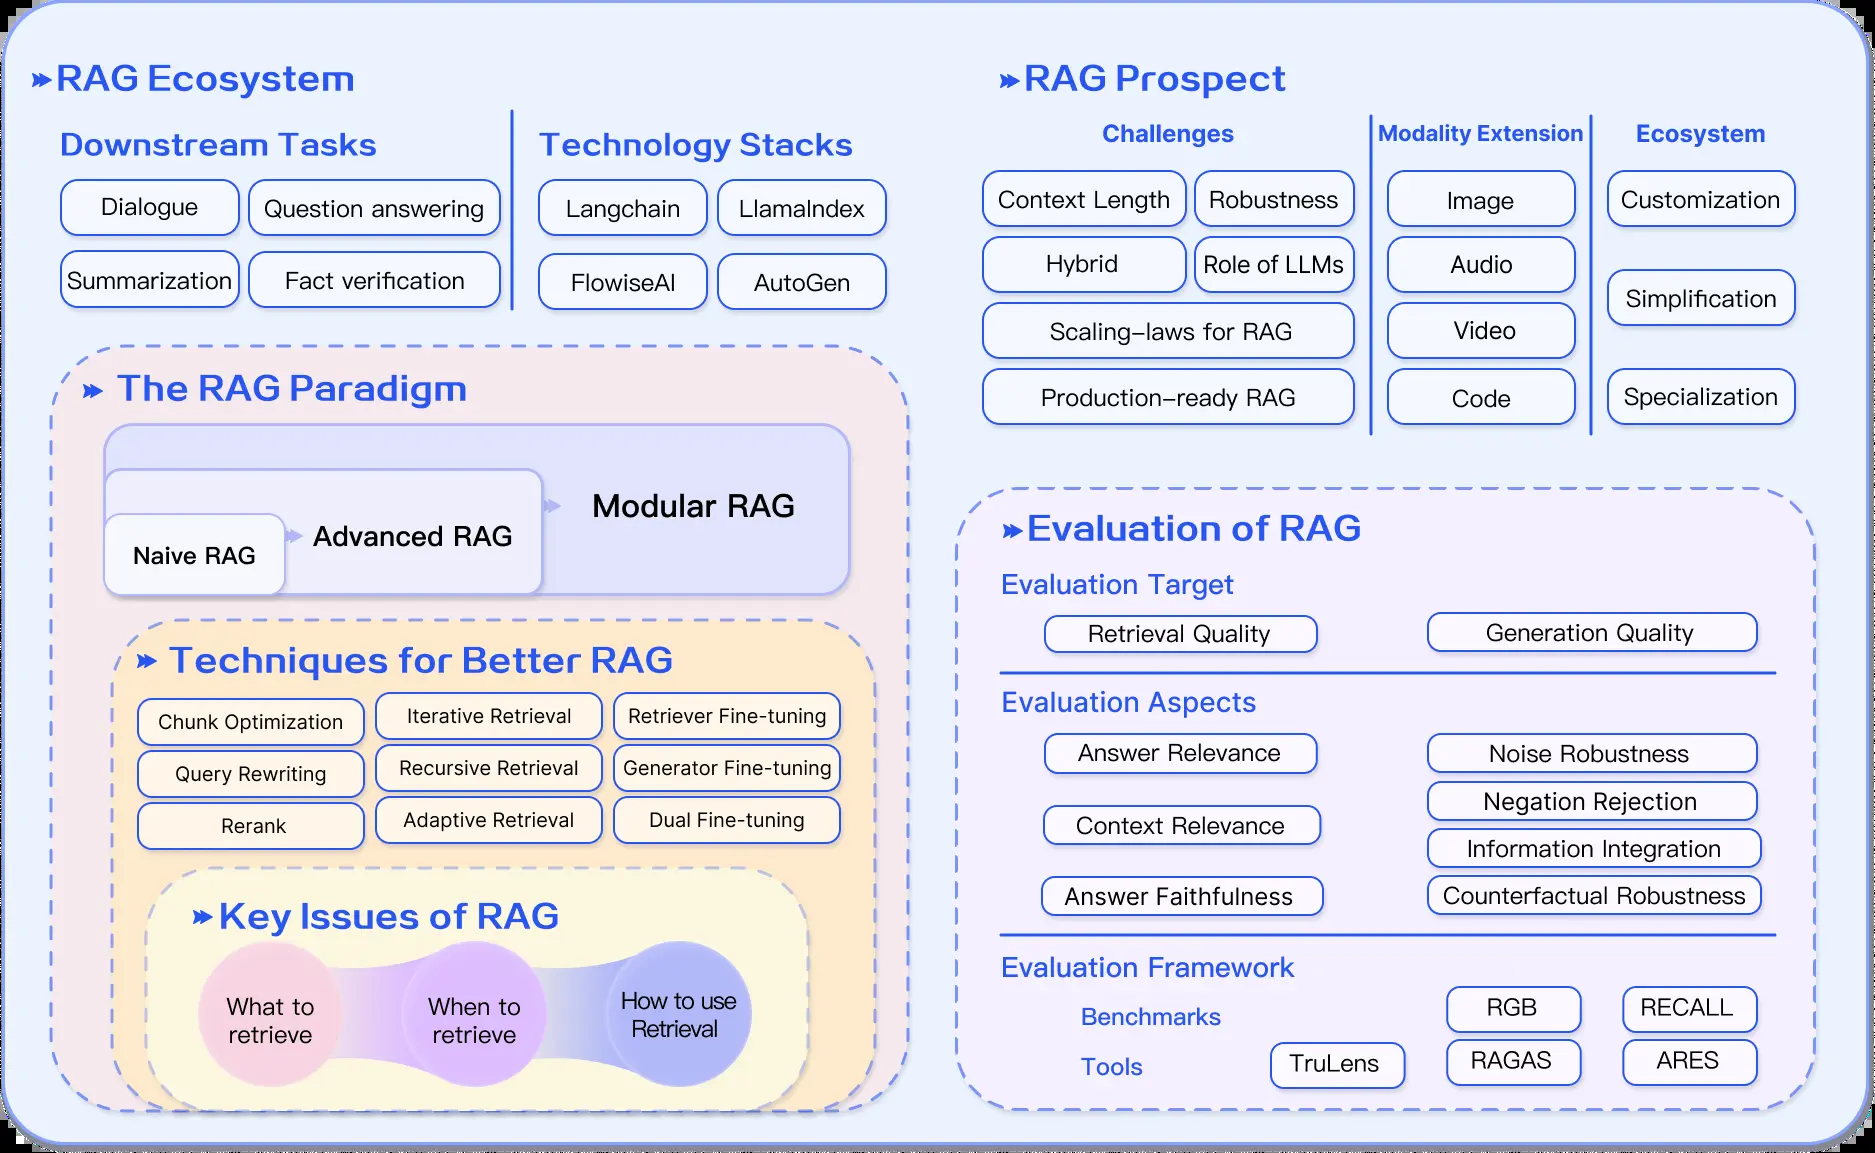 RAG Ecosystem
Downstream Tasks
Dialogue
Question answering
Summarization
Fact verification
Technology Stacks
Langchain
LlamaIndex
FlowiseAI
AutoGen
The RAG Paradigm
Naive RAG
Advanced RAG
Modular RAG
Techniques for Better RAG
Chunk Optimization
Iterative Retrieval
Retriever Fine-tuning
Query Rewriting
Recursive Retrieval
Generator Fine-tuning
Rerank
Adaptive Retrieval
Dual Fine-tuning
Key Issues of RAG
What to
retrieve
When to
retrieve
How to use
Retrieval
RAG Prospect
Challenges
Context Length
Robustness
Hybrid
Role of LLMs
Scaling-laws for RAG
Production-ready RAG
Modality Extension
Image
Audio
Video
Code
Ecosystem
Customization
Simplification
Specialization
Evaluation of RAG
Evaluation Target
Retrieval Quality
Generation Quality
Evaluation Aspects
Answer Relevance
Context Relevance
Answer Faithfulness
Noise Robustness
Negation Rejection
Information Integration
Counterfactual Robustness
Evaluation Framework
Benchmarks
RGB
RECALL
Tools
TruLens
RAGAS
ARES